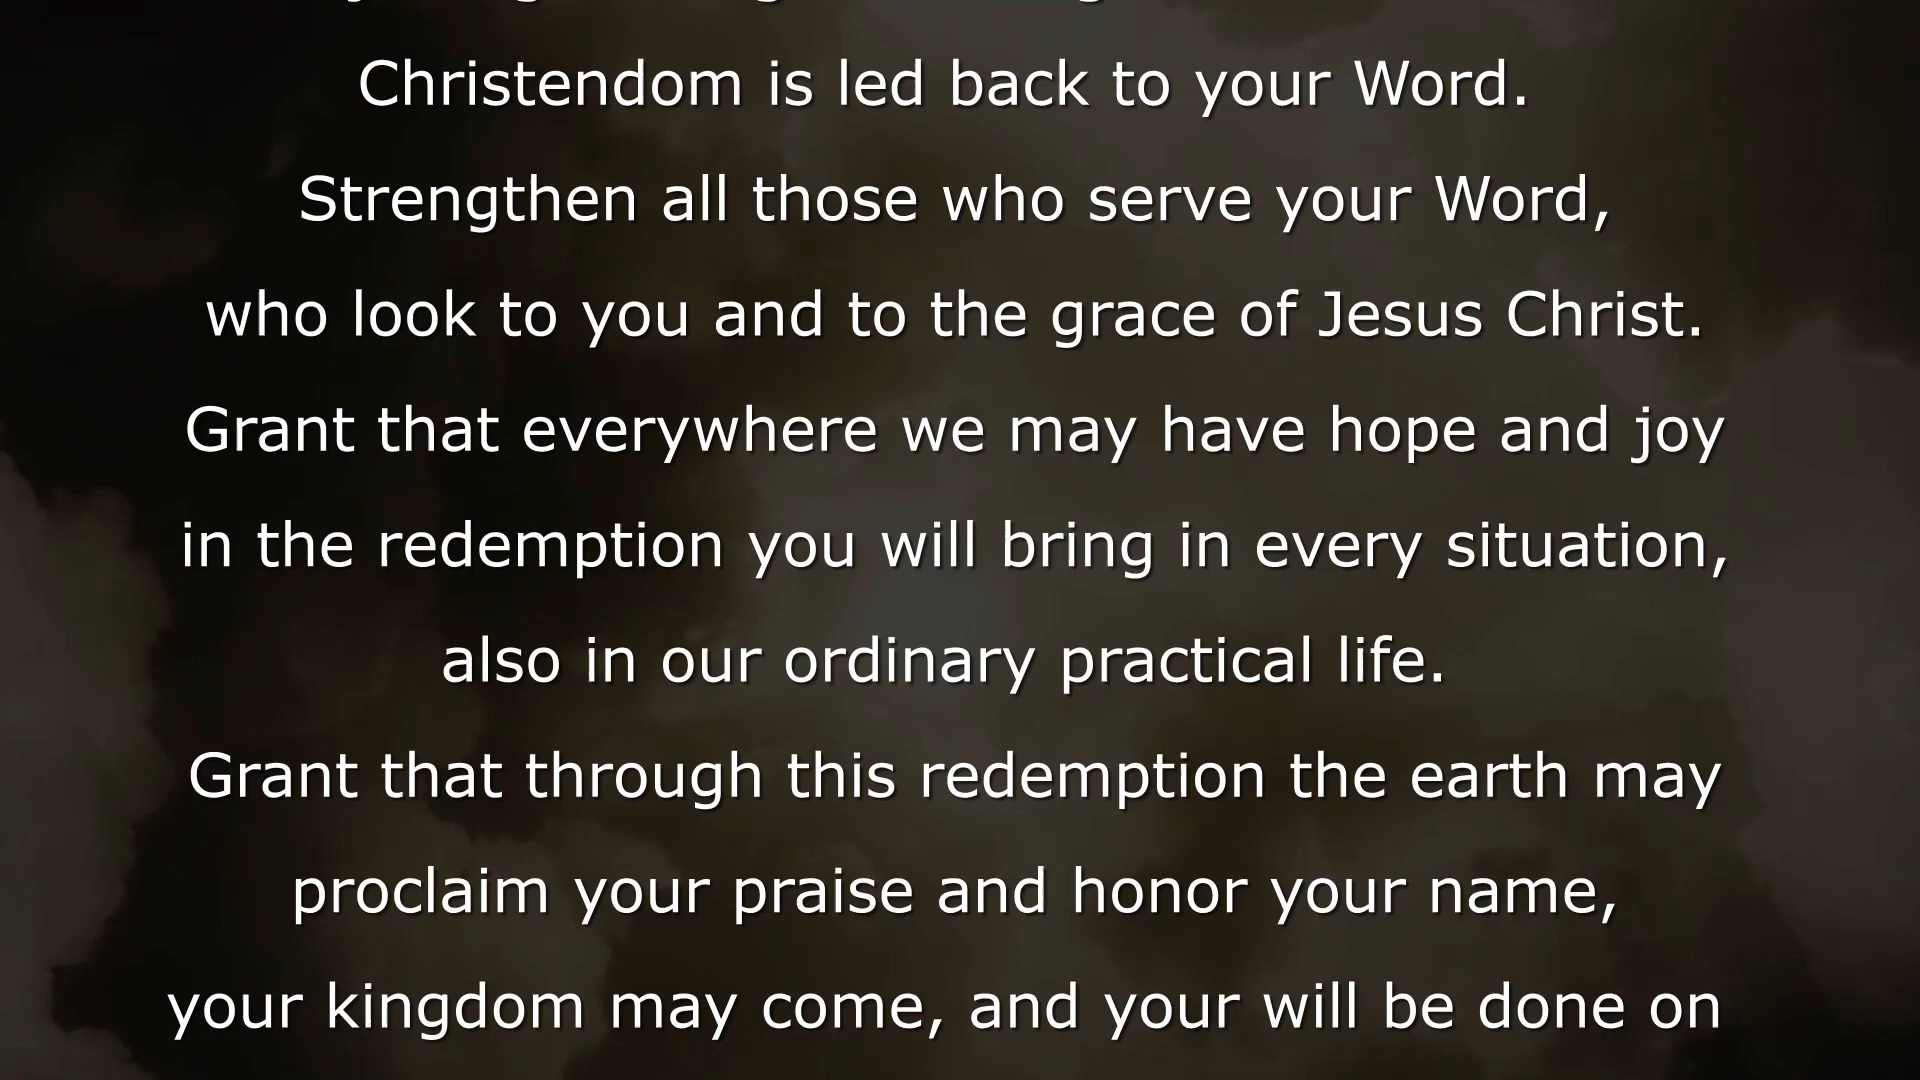 Christendom is led back to your Word.
Strengthen all those who serve your Word,
who look to you and to the grace of Jesus Christ.
Grant that everywhere we may have hope and joy
in the redemption you will bring in every situation,
also in our ordinary practical life.
Grant that through this redemption the earth may
proclaim your praise and honor your name,
your kingdom may come, and your will be done on